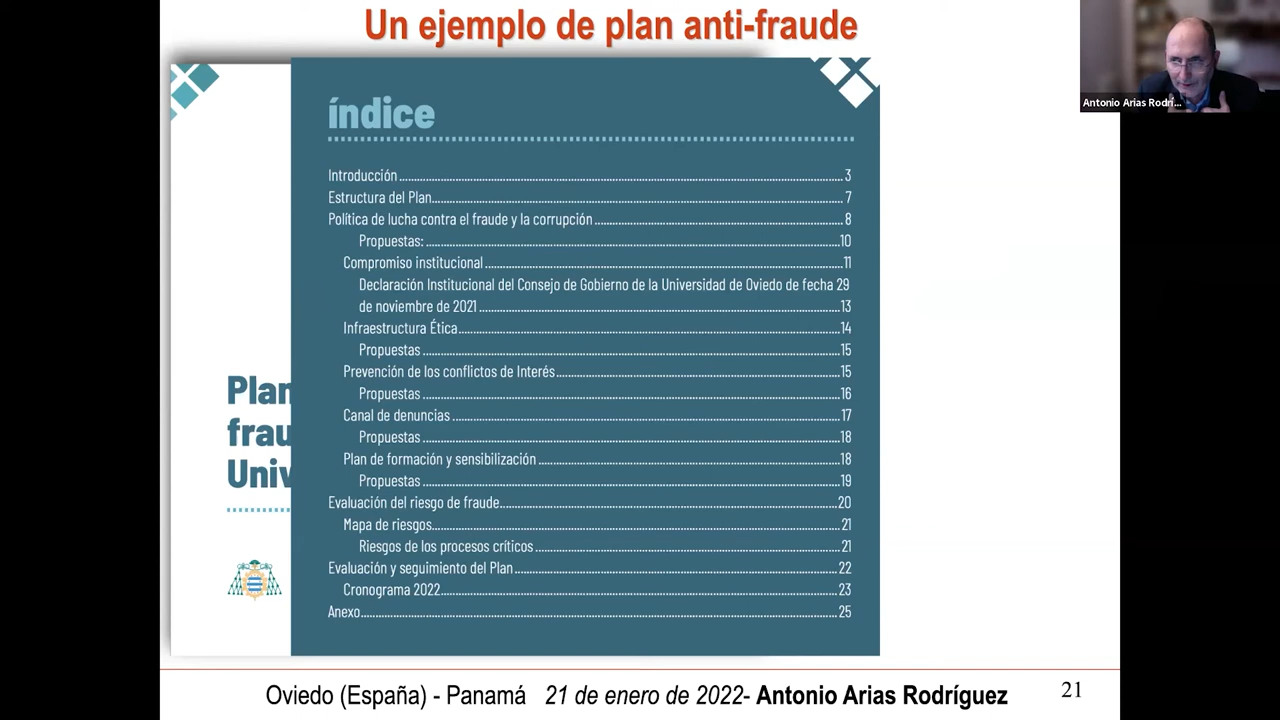 Un ejemplo de plan anti-fraude
Antonio Arias Rodrí...
índice
Introducción 3
Estructura del Plan 7
Política de lucha contra el fraude y la corrupción 8
Propuestas: 10
Compromiso institucional 11
Declaración Institucional del Consejo de Gobierno de la Universidad de Oviedo de fecha 29
de noviembre de 2021 13
Infraestructura Ética 14
Propuestas 15
Prevención de los conflictos de Interés 15
Propuestas 16
Canal de denuncias 17
Propuestas 18
Plan de formación y sensibilización 18
Propuestas 19
Evaluación del riesgo de fraude 20
Mapa de riesgos 21
Riesgos de los procesos críticos 21
Evaluación y seguimiento del Plan 22
Cronograma 2022 23
Anexo 25
Plan
frau
Univ
Oviedo (España) - Panamá 21 de enero de 2022- Antonio Arias Rodríguez
21